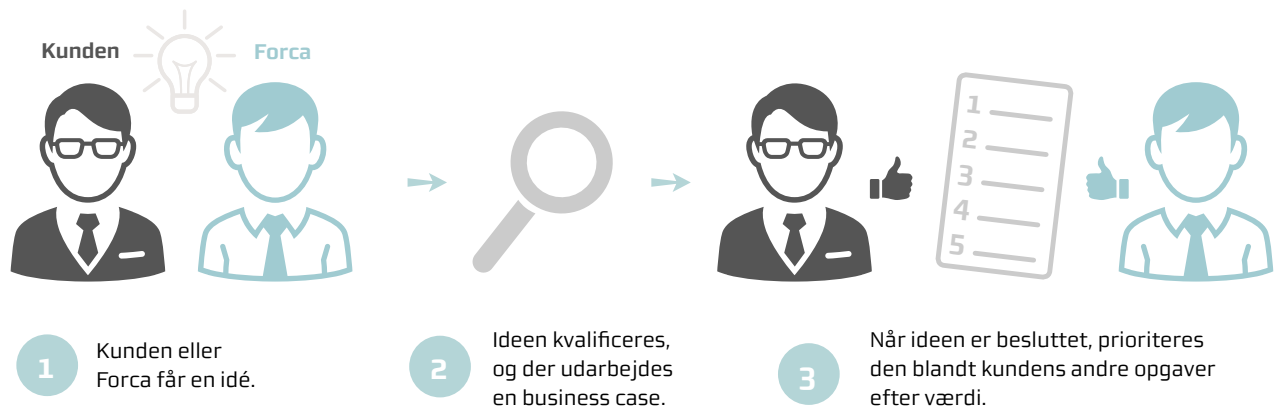 Kunden
Forca
1
2
3
4
5
1
Kunden eller
Forca får en idé.
2
Ideen kvalificeres,
og der udarbejdes
en business case.
3
Når ideen er besluttet, prioriteres
den blandt kundens andre opgaver
efter værdi.